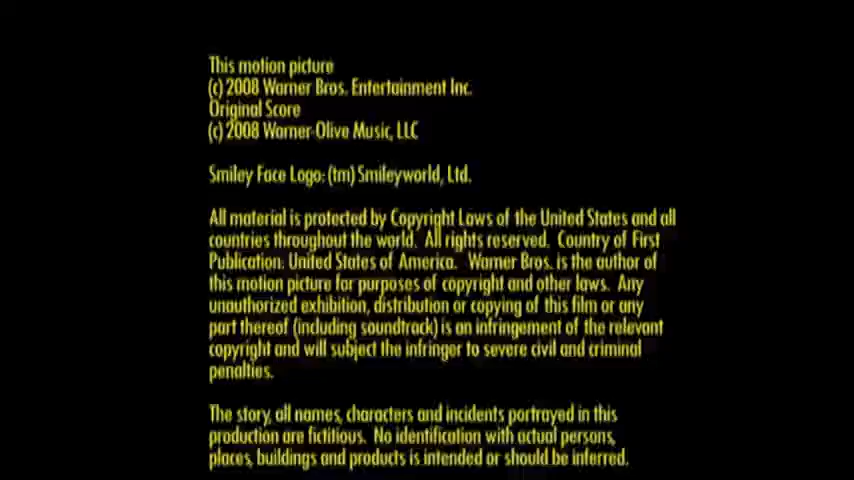 This motion picture
(c) 2008 Warner Bros. Entertainment Inc.
Original Score
(c) 2008 Warner-Olive Music, LLC
Smiley Face Logo: (tm) Smileyworld, Ltd.
All material is protected by Copyright Laws of the United States and all
countries throughout the world.  All rights reserved.  Country of First
Publication: United States of America.  Warner Bros. is the author of
this motion picture for purposes of copyright and other laws.  Any
unauthorized exhibition, distribution or copying of this film or any
part thereof (including soundtrack) is an infringement of the relevant
copyright and will subject the infringer to severe civil and criminal
penalties.
The story, all names, characters and incidents portrayed in this
production are fictitious.  No identification with actual persons,
places, buildings and products is intended or should be inferred.